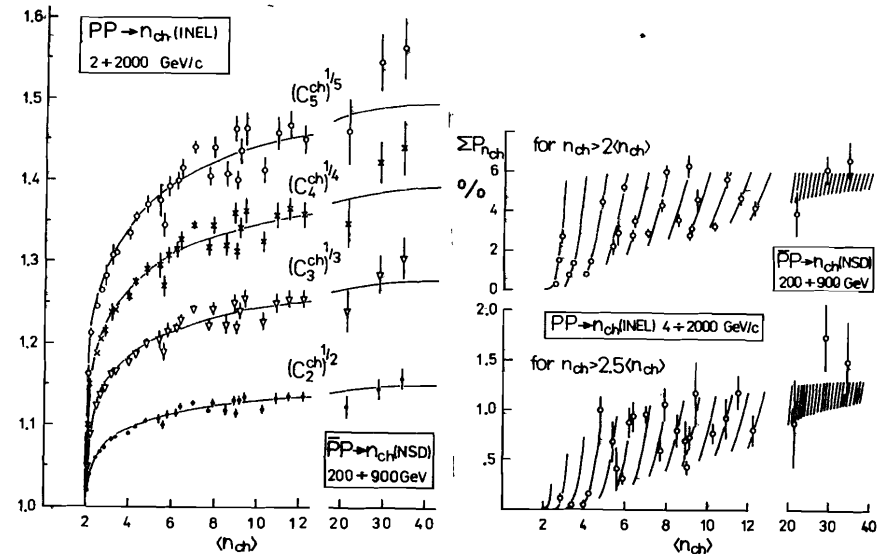 1.6
1.5
1.4
1.3
1.2
1.1
1.0
PP→n_ch (INEL)
2÷2000 GeV/c
(C_5^ch)^1/5
(C_4^ch)^1/4
(C_3^ch)^1/3
(C_2^ch)^1/2
P̄P→n_ch(NSD)
200÷900GeV
2 4 6 8 10 12 20 30 40
⟨n_ch⟩
ΣP_nch
%
for n_ch>2⟨n_ch⟩
6
4
2
0
P̄P→n_ch(NSD)
200÷900 GeV
PP→n_ch(INEL) 4÷2000 GeV/c
for n_ch>2.5⟨n_ch⟩
2.0
1.5
1.0
.5
2 4 6 8 10 12 20 30 40
⟨n_ch⟩